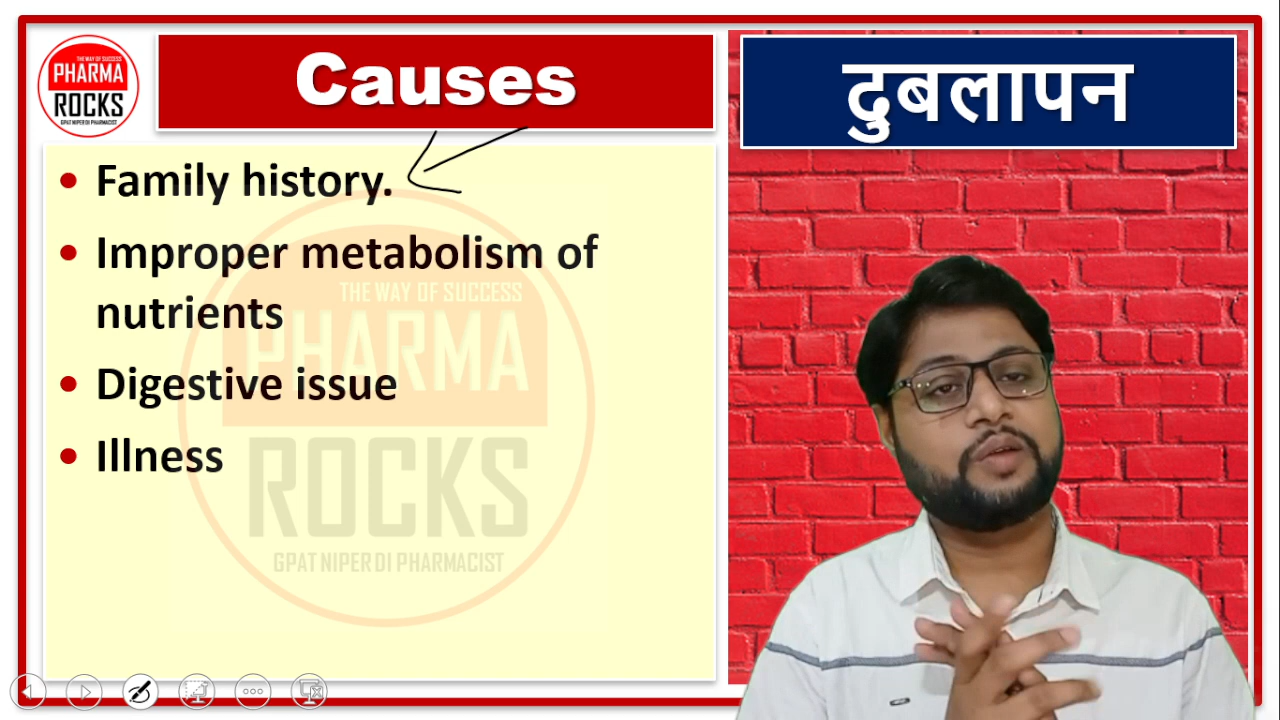 THE WAY OF SUCCESS
PHARMA
ROCKS
GPAT NIPER DI PHARMACIST
Causes
दुबलापन
• Family history.
• Improper metabolism of
nutrients
• Digestive issue
• Illness
THE WAY OF SUCCESS
PHARMA
ROCKS
GPAT NIPER DI PHARMACIST